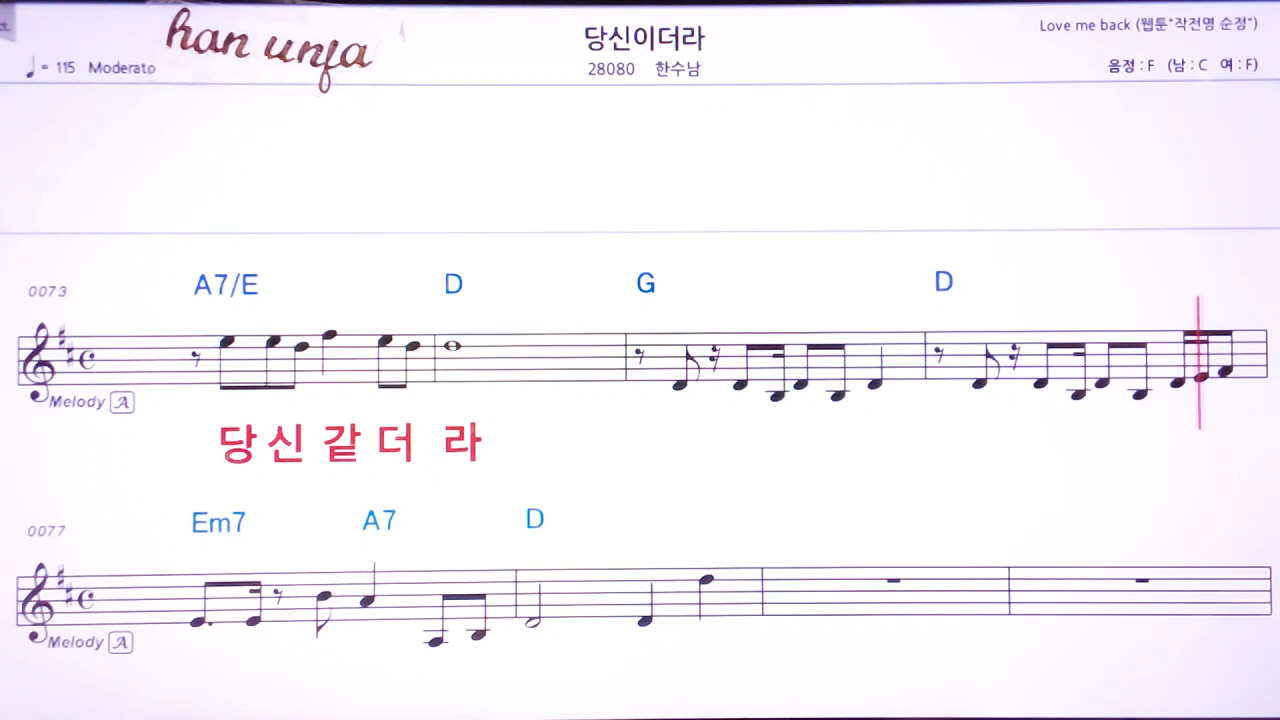 han unfa
당신이더라
Love me back (웹툰"작전명 순정")
♩= 115 Moderato
28080 한수남
음정 : F (남 : C 여 : F)
A7/E D G D
0073
Melody A
당 신 같 더 라
Em7 A7 D
0077
Melody A